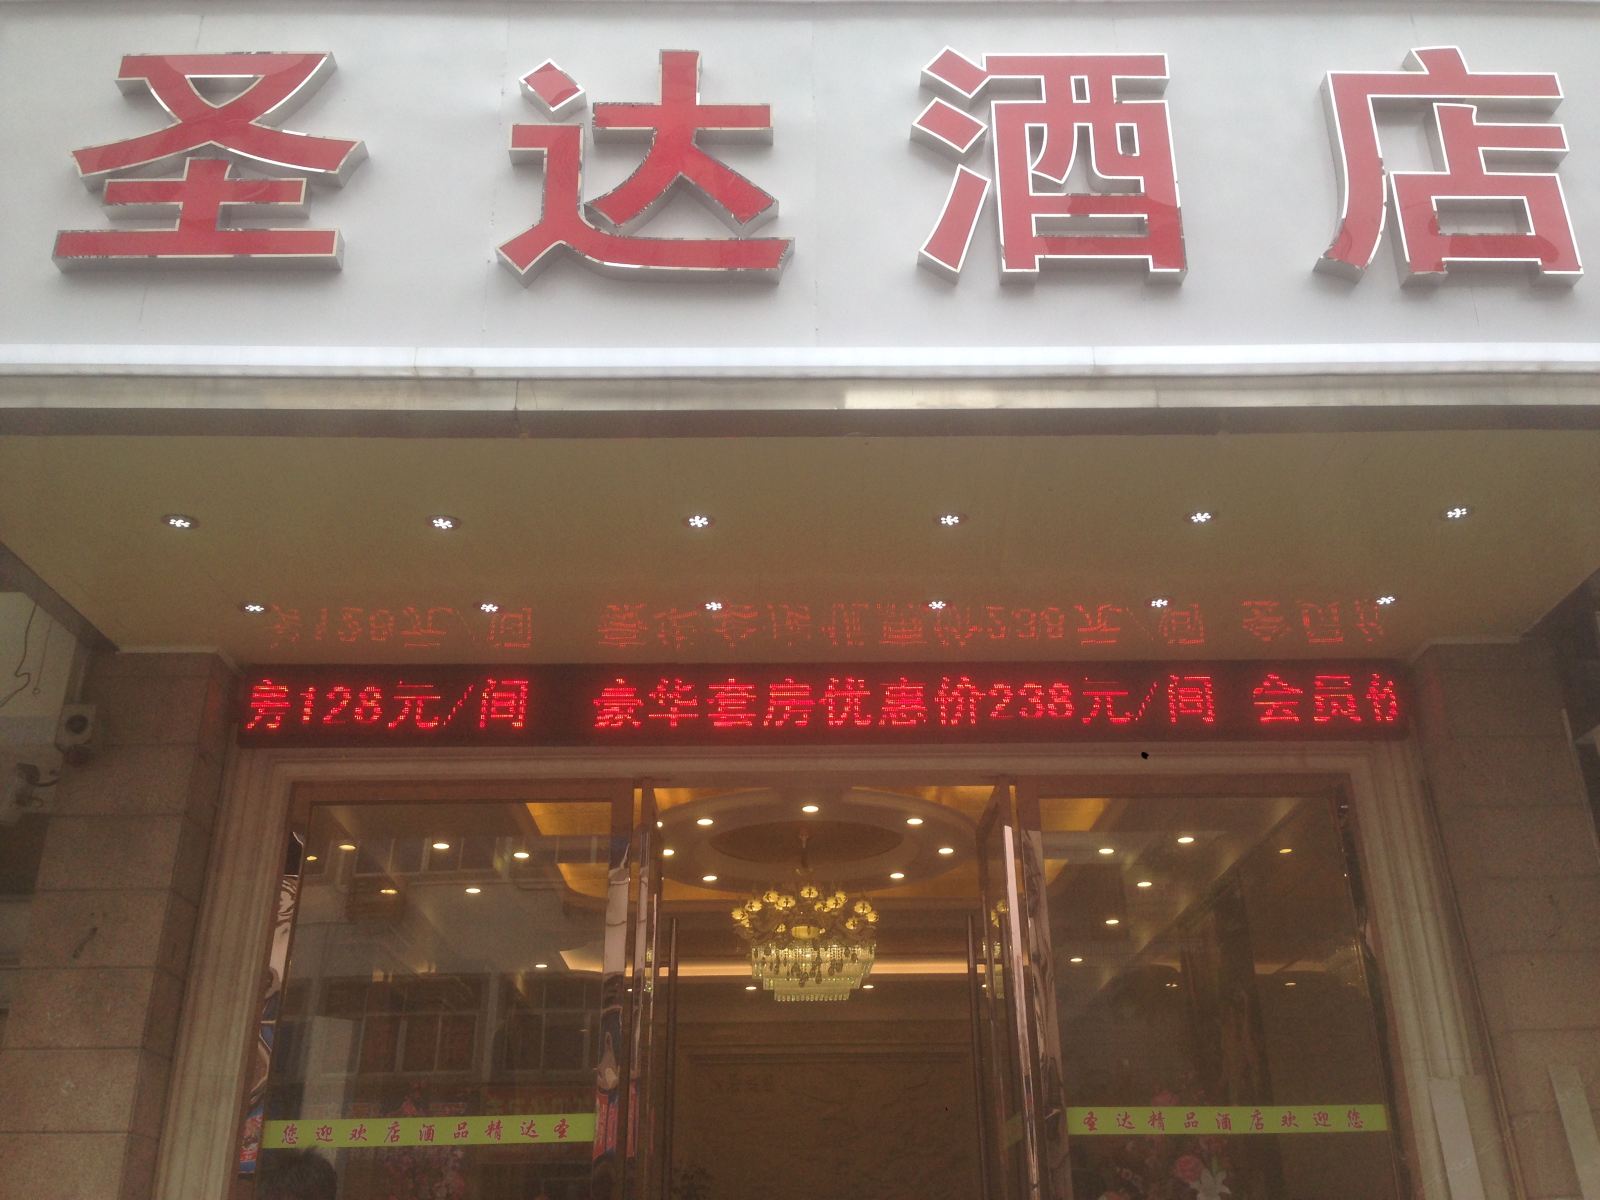 圣达酒店
房128元/间 豪华套房优惠价238元/间 会员价
您迎欢店酒品精达圣
圣达精品酒店欢迎您